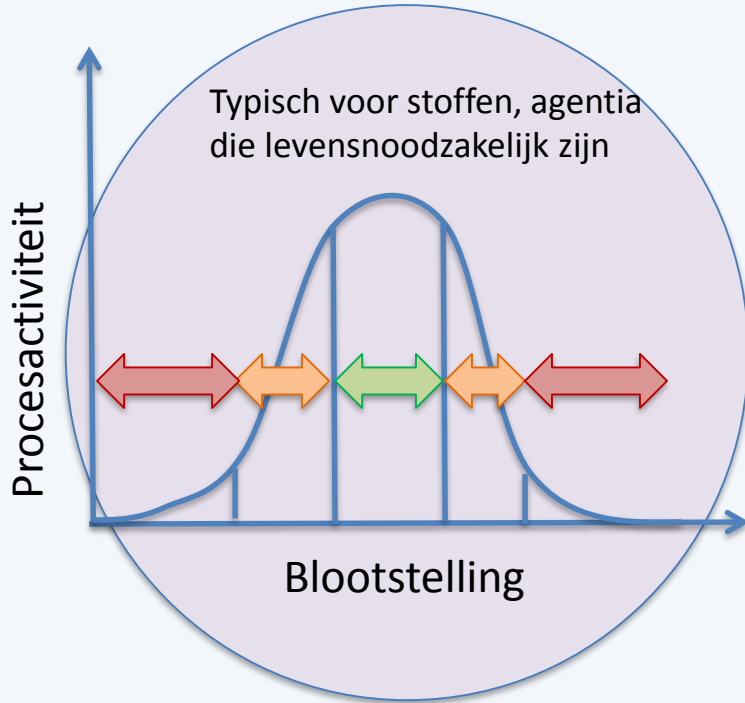 Typisch voor stoffen, agentia
die levensnoodzakelijk zijn
Procesactiviteit
Blootstelling